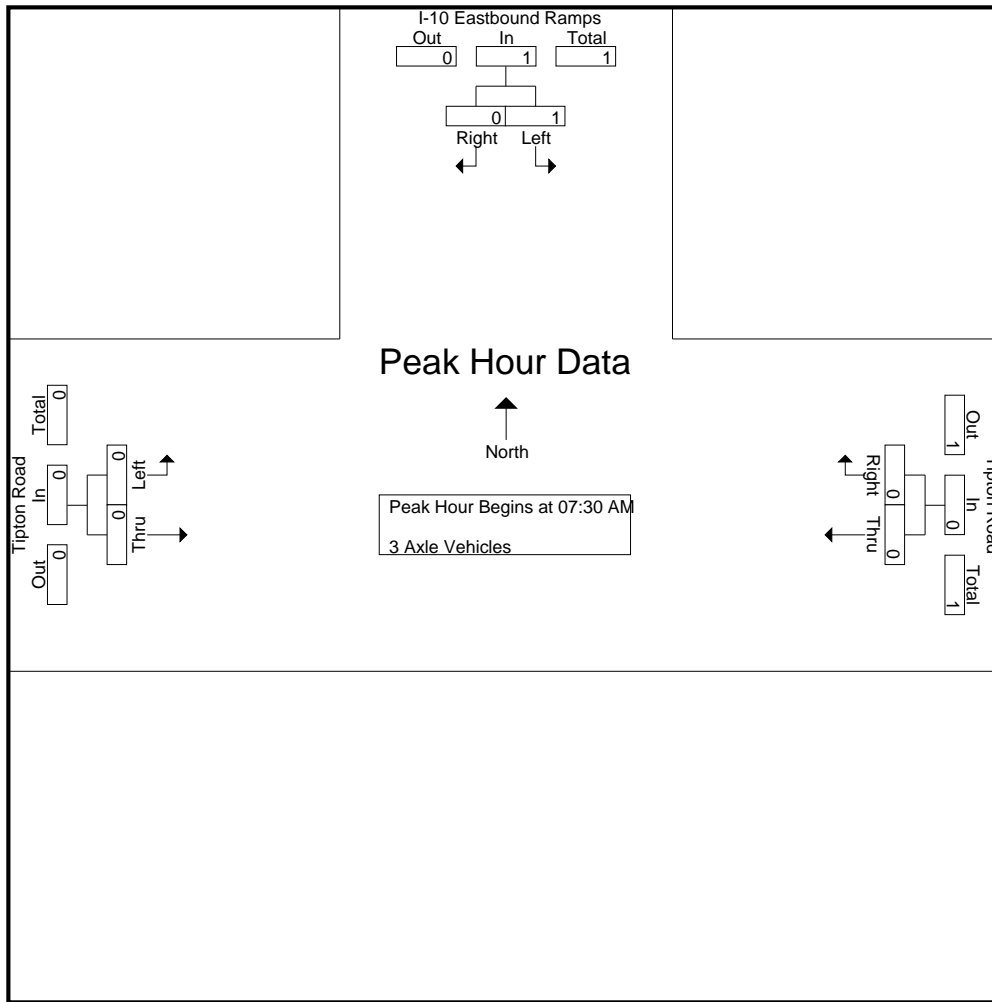 I-10 Eastbound Ramps
Out In Total
0 1 1
0 1
Right Left
Peak Hour Data
North
Peak Hour Begins at 07:30 AM
3 Axle Vehicles
Tipton Road
Out In Total
0 0 0
Left Thru
0 0
Tipton Road
Out In Total
1 0 1
Right Thru
0 0